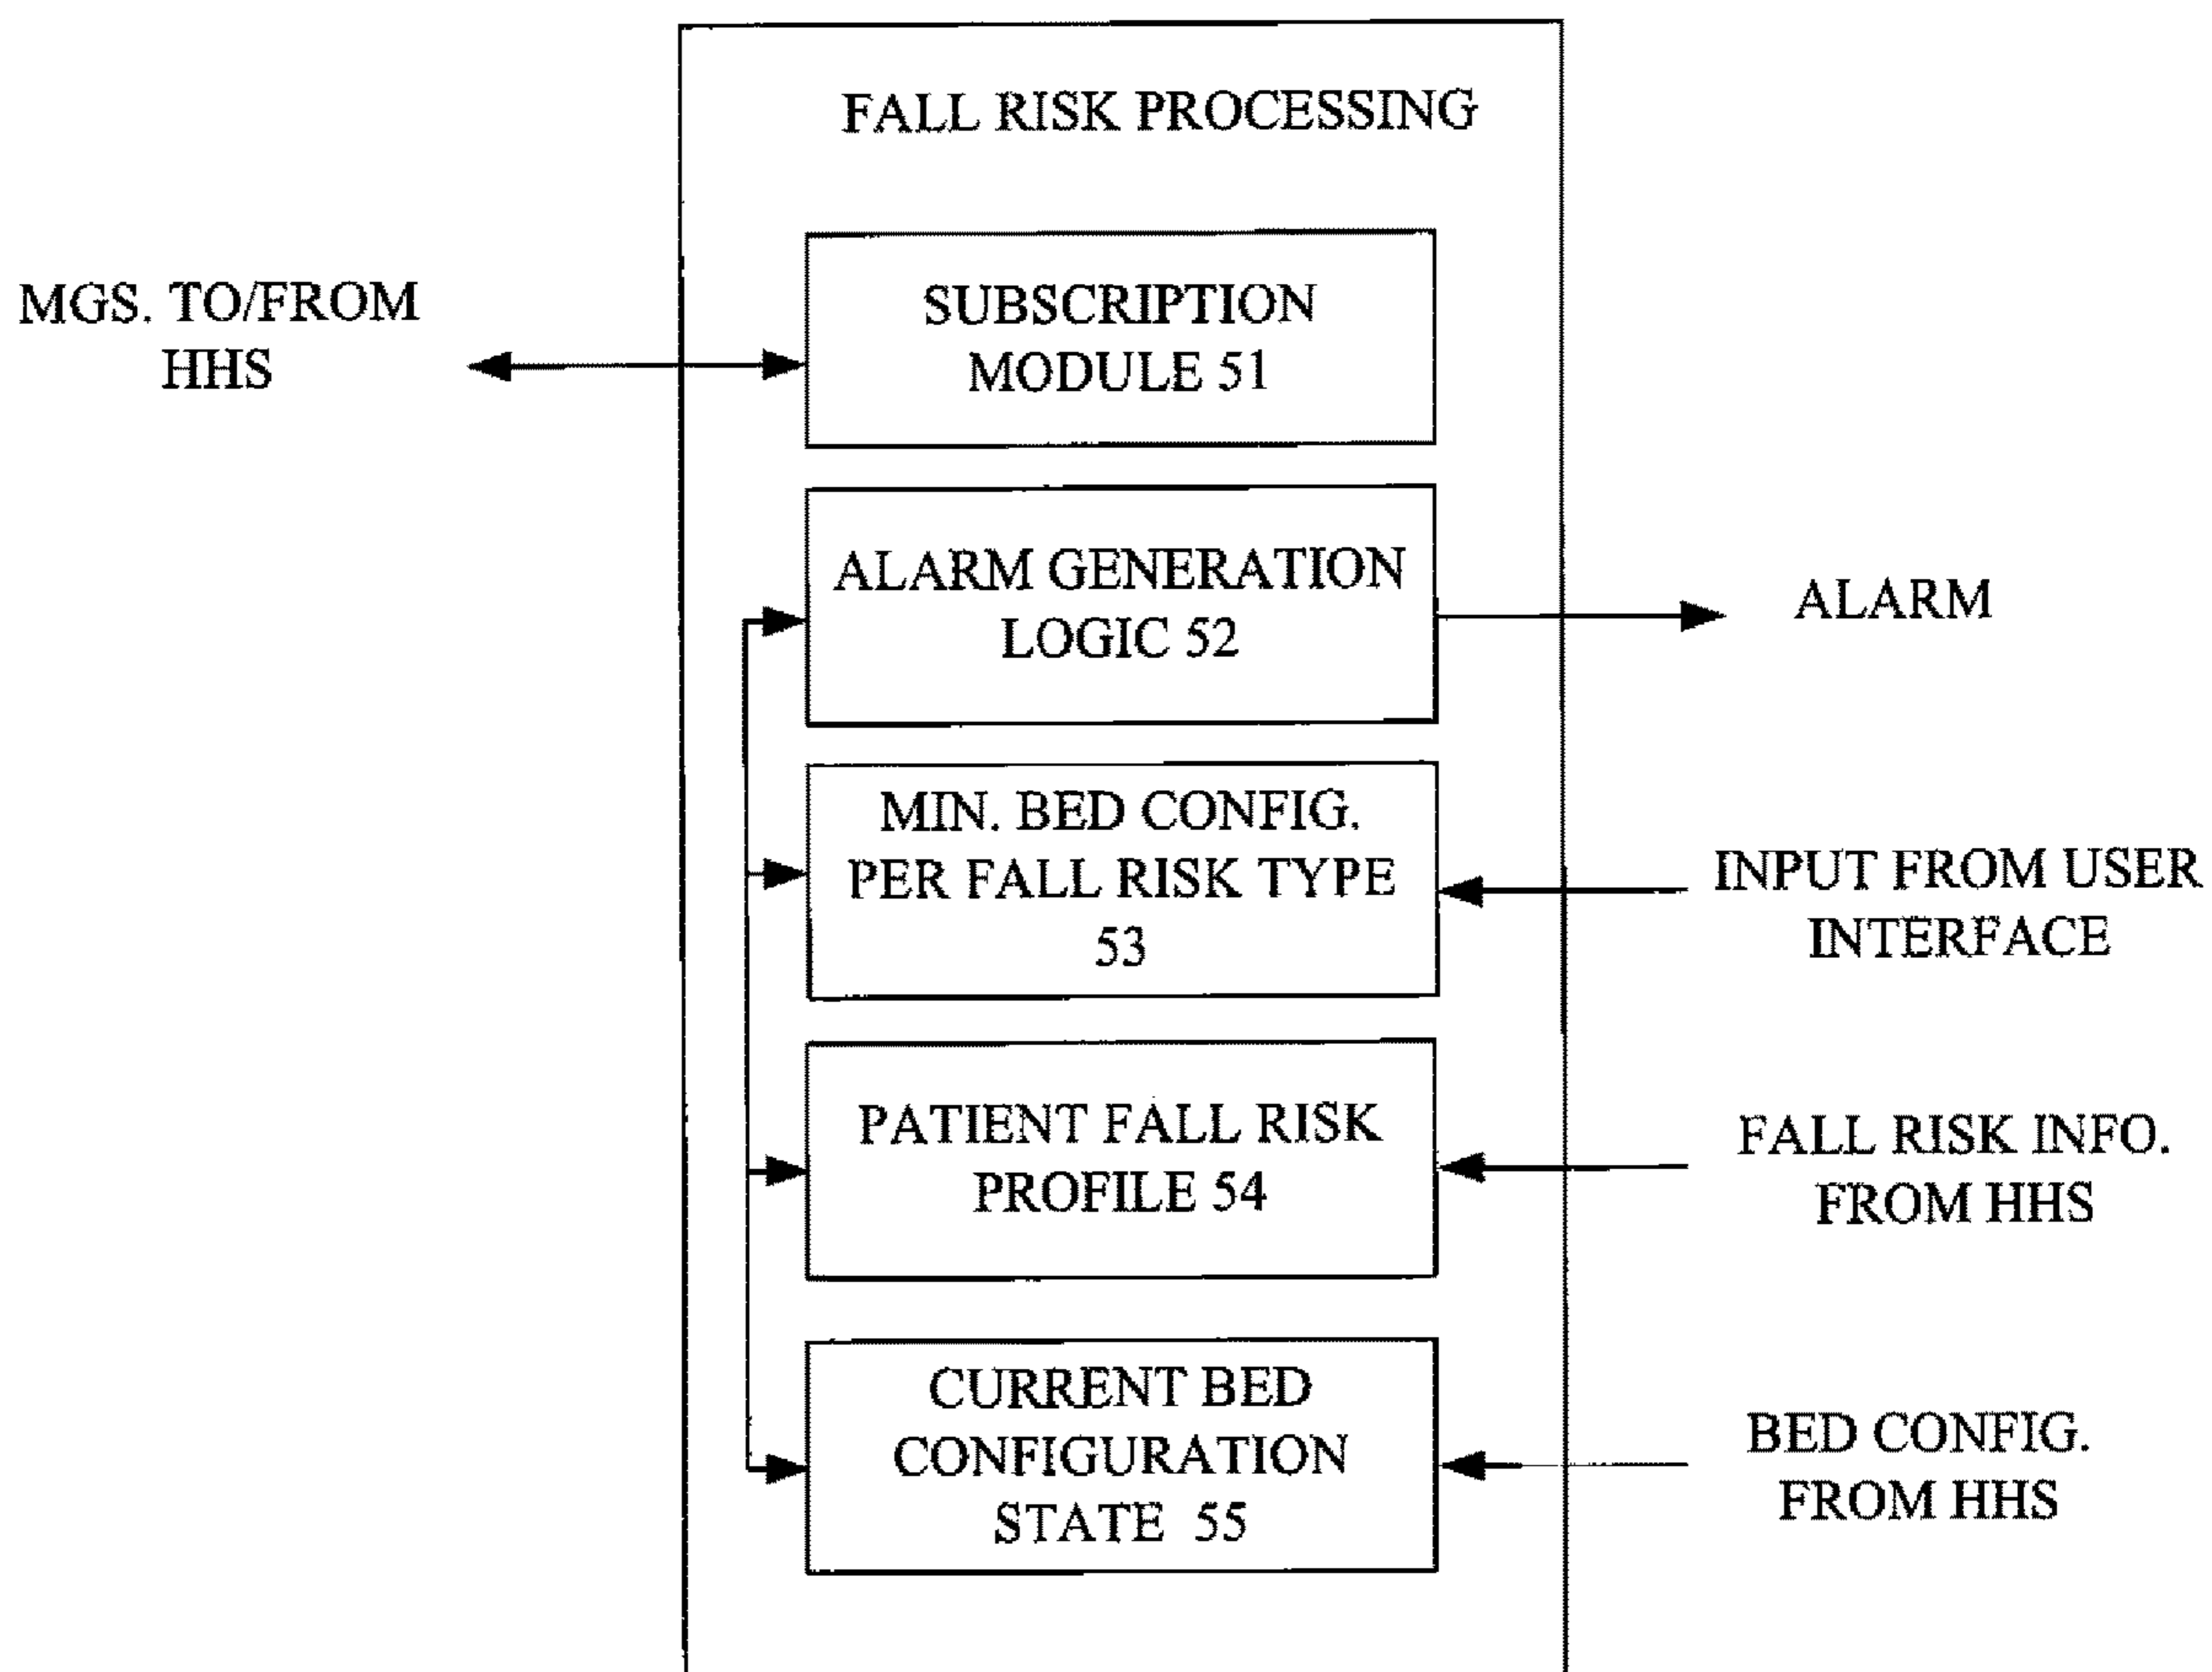 FALL RISK PROCESSING
MGS. TO/FROM
HHS
SUBSCRIPTION
MODULE 51
ALARM GENERATION
LOGIC 52
ALARM
MIN. BED CONFIG.
PER FALL RISK TYPE
53
INPUT FROM USER
INTERFACE
PATIENT FALL RISK
PROFILE 54
FALL RISK INFO.
FROM HHS
CURRENT BED
CONFIGURATION
STATE 55
BED CONFIG.
FROM HHS